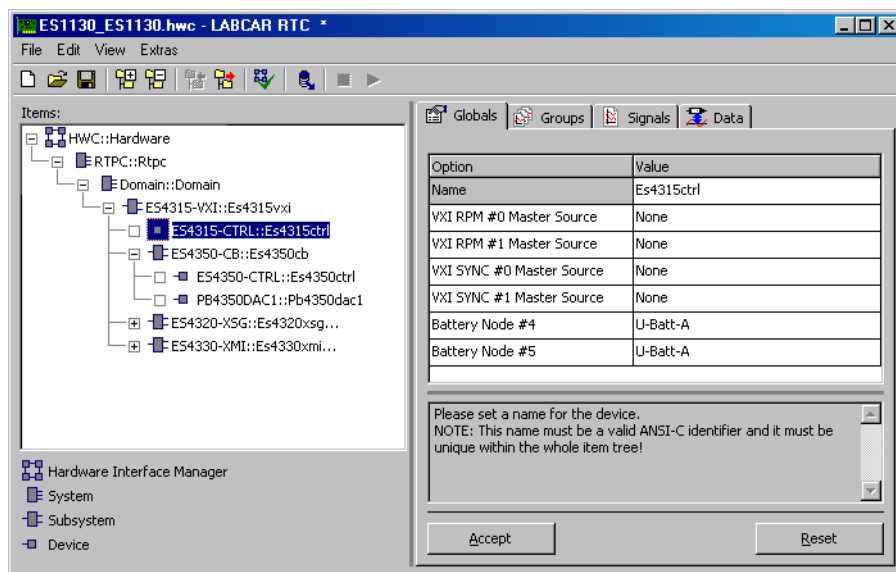 ES1130_ES1130.hwc - LABCAR RTC *
File Edit View Extras
Items:
HWC::Hardware
RTPC::Rtpc
Domain::Domain
ES4315-VXI::Es4315vxi
ES4315-CTRL::Es4315ctrl
ES4350-CB::Es4350cb
ES4350-CTRL::Es4350ctrl
PB4350DAC1::Pb4350dac1
ES4320-XSG::Es4320xsg...
ES4330-XMI::Es4330xmi...
Hardware Interface Manager
System
Subsystem
Device
Globals Groups Signals Data
Option Value
Name Es4315ctrl
VXI RPM #0 Master Source None
VXI RPM #1 Master Source None
VXI SYNC #0 Master Source None
VXI SYNC #1 Master Source None
Battery Node #4 U-Batt-A
Battery Node #5 U-Batt-A
Please set a name for the device.
NOTE: This name must be a valid ANSI-C identifier and it must be
unique within the whole item tree!
Accept Reset